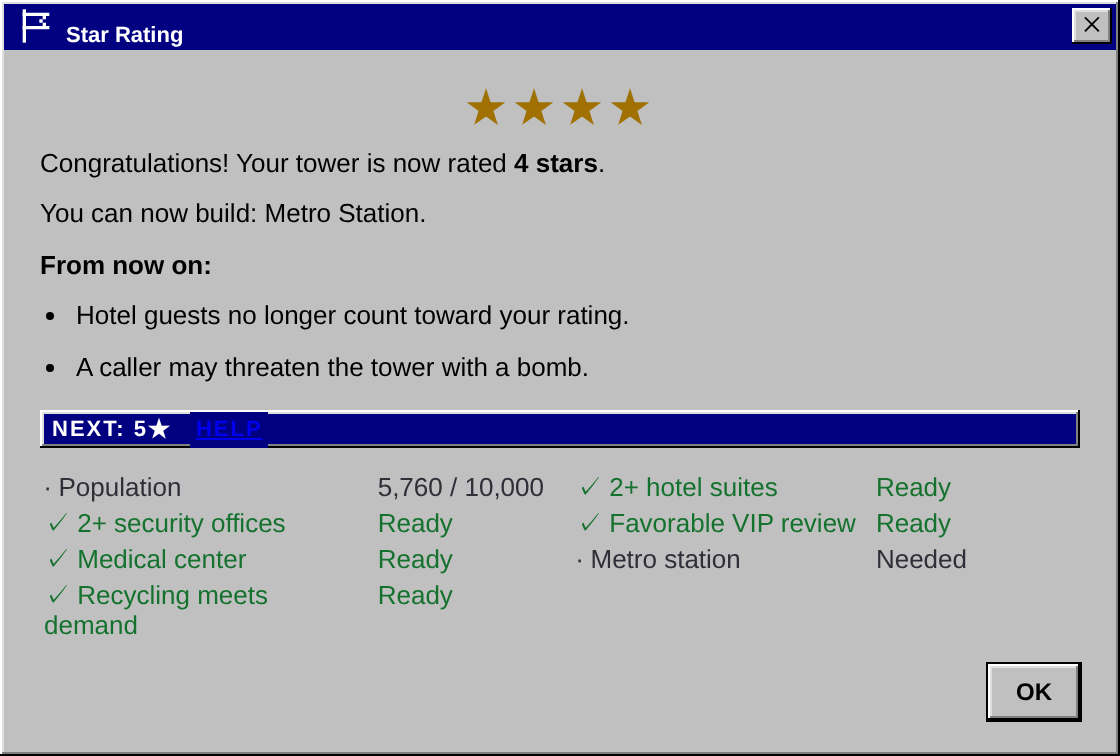 Star Rating
★★★★
Congratulations! Your tower is now rated 4 stars.
You can now build: Metro Station.
From now on:
• Hotel guests no longer count toward your rating.
• A caller may threaten the tower with a bomb.
NEXT: 5★ HELP
· Population 5,760 / 10,000 ✓ 2+ hotel suites Ready
✓ 2+ security offices Ready ✓ Favorable VIP review Ready
✓ Medical center Ready · Metro station Needed
✓ Recycling meets Ready
demand
OK